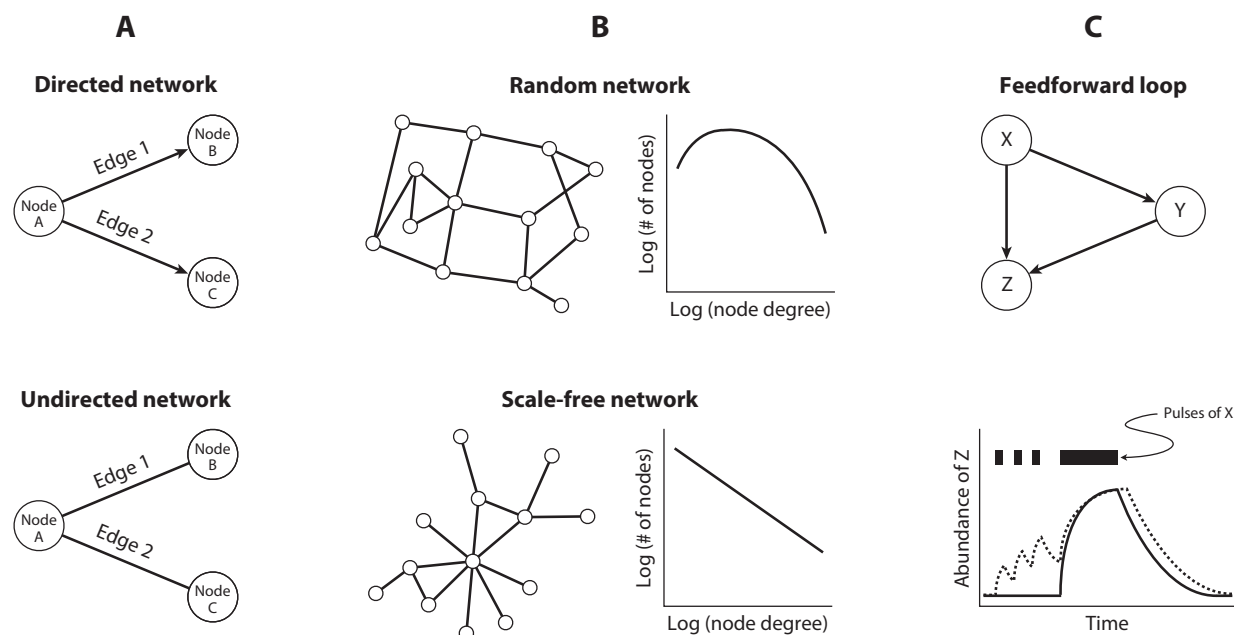 A
Directed network
Node
A
Edge 1
Node
B
Edge 2
Node
C
Undirected network
Node
A
Edge 1
Node
B
Edge 2
Node
C
B
Random network
Log (# of nodes)
Log (node degree)
Scale-free network
Log (# of nodes)
Log (node degree)
C
Feedforward loop
X
Y
Z
Pulses of X
Abundance of Z
Time